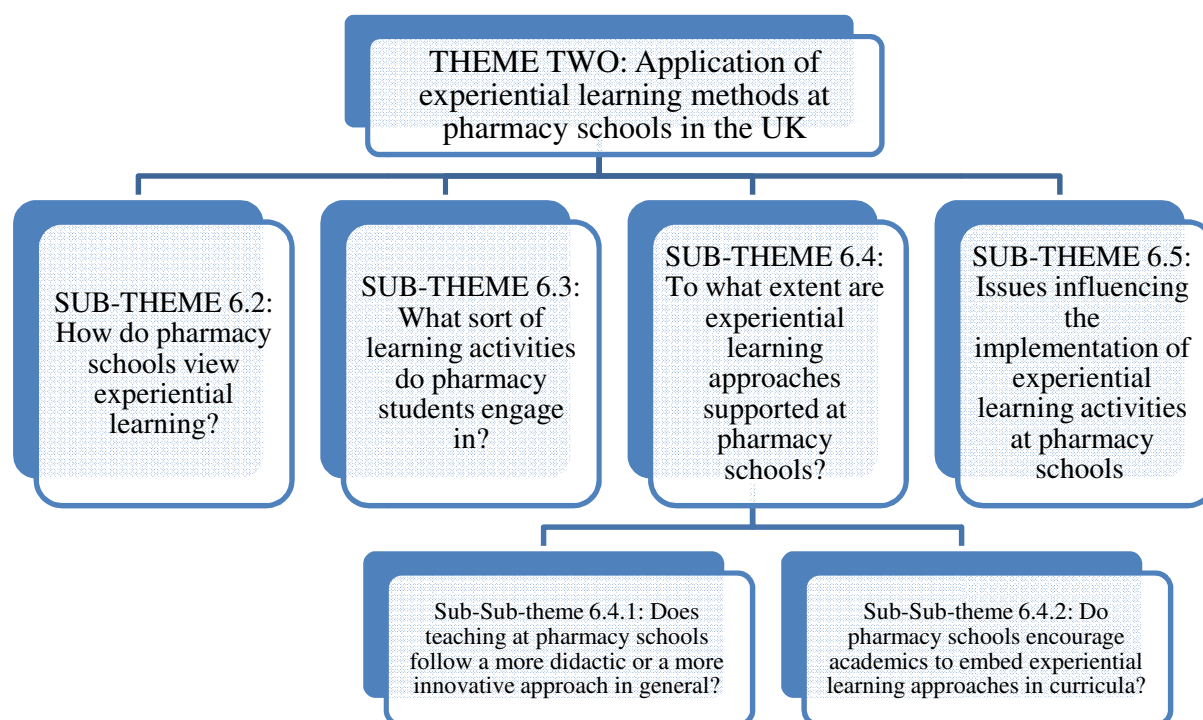 THEME TWO: Application of
experiential learning methods at
pharmacy schools in the UK
SUB-THEME 6.2:
How do pharmacy
schools view
experiential
learning?
SUB-THEME 6.3:
What sort of
learning activities
do pharmacy
students engage
in?
SUB-THEME 6.4:
To what extent are
experiential
learning
approaches
supported at
pharmacy
schools?
SUB-THEME 6.5:
Issues influencing
the
implementation of
experiential
learning activities
at pharmacy
schools
Sub-Sub-theme 6.4.1: Does
teaching at pharmacy schools
follow a more didactic or a more
innovative approach in general?
Sub-Sub-theme 6.4.2: Do
pharmacy schools encourage
academics to embed experiential
learning approaches in curricula?